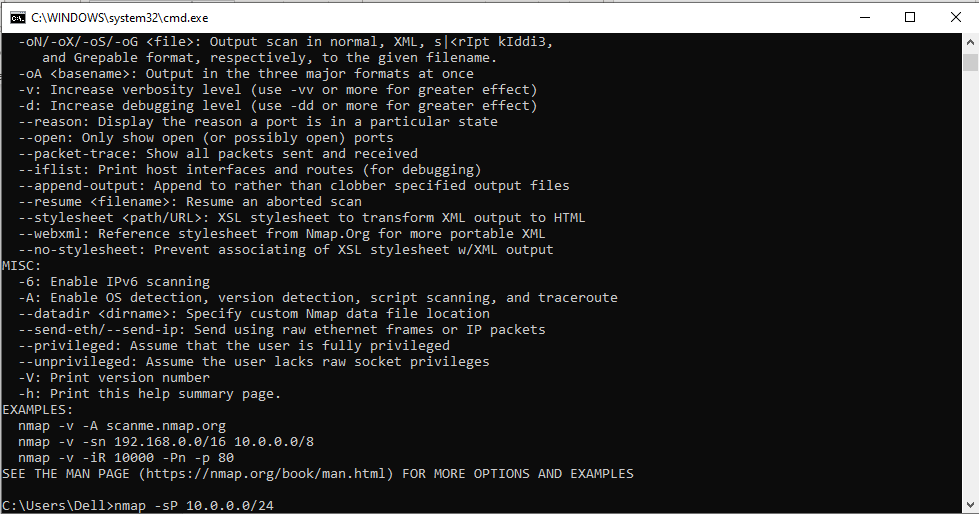 C:\WINDOWS\system32\cmd.exe
-oN/-oX/-oS/-oG <file>: Output scan in normal, XML, s|<rIpt kIddi3,
and Grepable format, respectively, to the given filename.
-oA <basename>: Output in the three major formats at once
-v: Increase verbosity level (use -vv or more for greater effect)
-d: Increase debugging level (use -dd or more for greater effect)
--reason: Display the reason a port is in a particular state
--open: Only show open (or possibly open) ports
--packet-trace: Show all packets sent and received
--iflist: Print host interfaces and routes (for debugging)
--append-output: Append to rather than clobber specified output files
--resume <filename>: Resume an aborted scan
--stylesheet <path/URL>: XSL stylesheet to transform XML output to HTML
--webxml: Reference stylesheet from Nmap.Org for more portable XML
--no-stylesheet: Prevent associating of XSL stylesheet w/XML output
MISC:
-6: Enable IPv6 scanning
-A: Enable OS detection, version detection, script scanning, and traceroute
--datadir <dirname>: Specify custom Nmap data file location
--send-eth/--send-ip: Send using raw ethernet frames or IP packets
--privileged: Assume that the user is fully privileged
--unprivileged: Assume the user lacks raw socket privileges
-V: Print version number
-h: Print this help summary page.
EXAMPLES:
nmap -v -A scanme.nmap.org
nmap -v -sn 192.168.0.0/16 10.0.0.0/8
nmap -v -iR 10000 -Pn -p 80
SEE THE MAN PAGE (https://nmap.org/book/man.html) FOR MORE OPTIONS AND EXAMPLES
C:\Users\Dell>nmap -sP 10.0.0.0/24